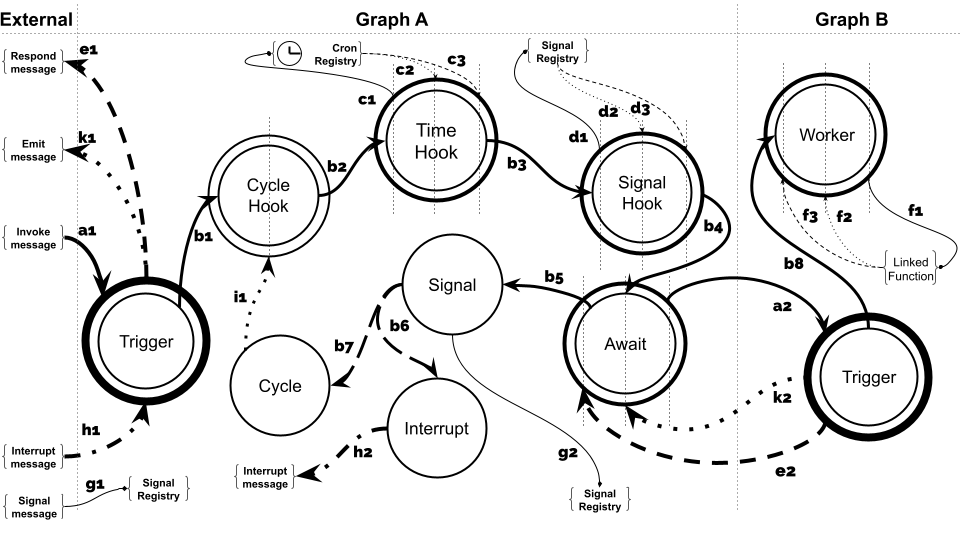 External
Graph A
Graph B
Respond
message
e1
Cron
Registry
c1
c2
c3
Signal
Registry
d1
d2
d3
Emit
message
k1
Time
Hook
Worker
Cycle
Hook
b2
b3
Signal
Hook
f3
f2
f1
Invoke
message
a1
b1
b4
b8
Linked
Function
Signal
b5
i1
a2
Trigger
b6
b7
Await
Cycle
Trigger
k2
h1
Interrupt
e2
Interrupt
message
h2
g2
Interrupt
message
g1
Signal
Registry
Signal
message
Signal
Registry